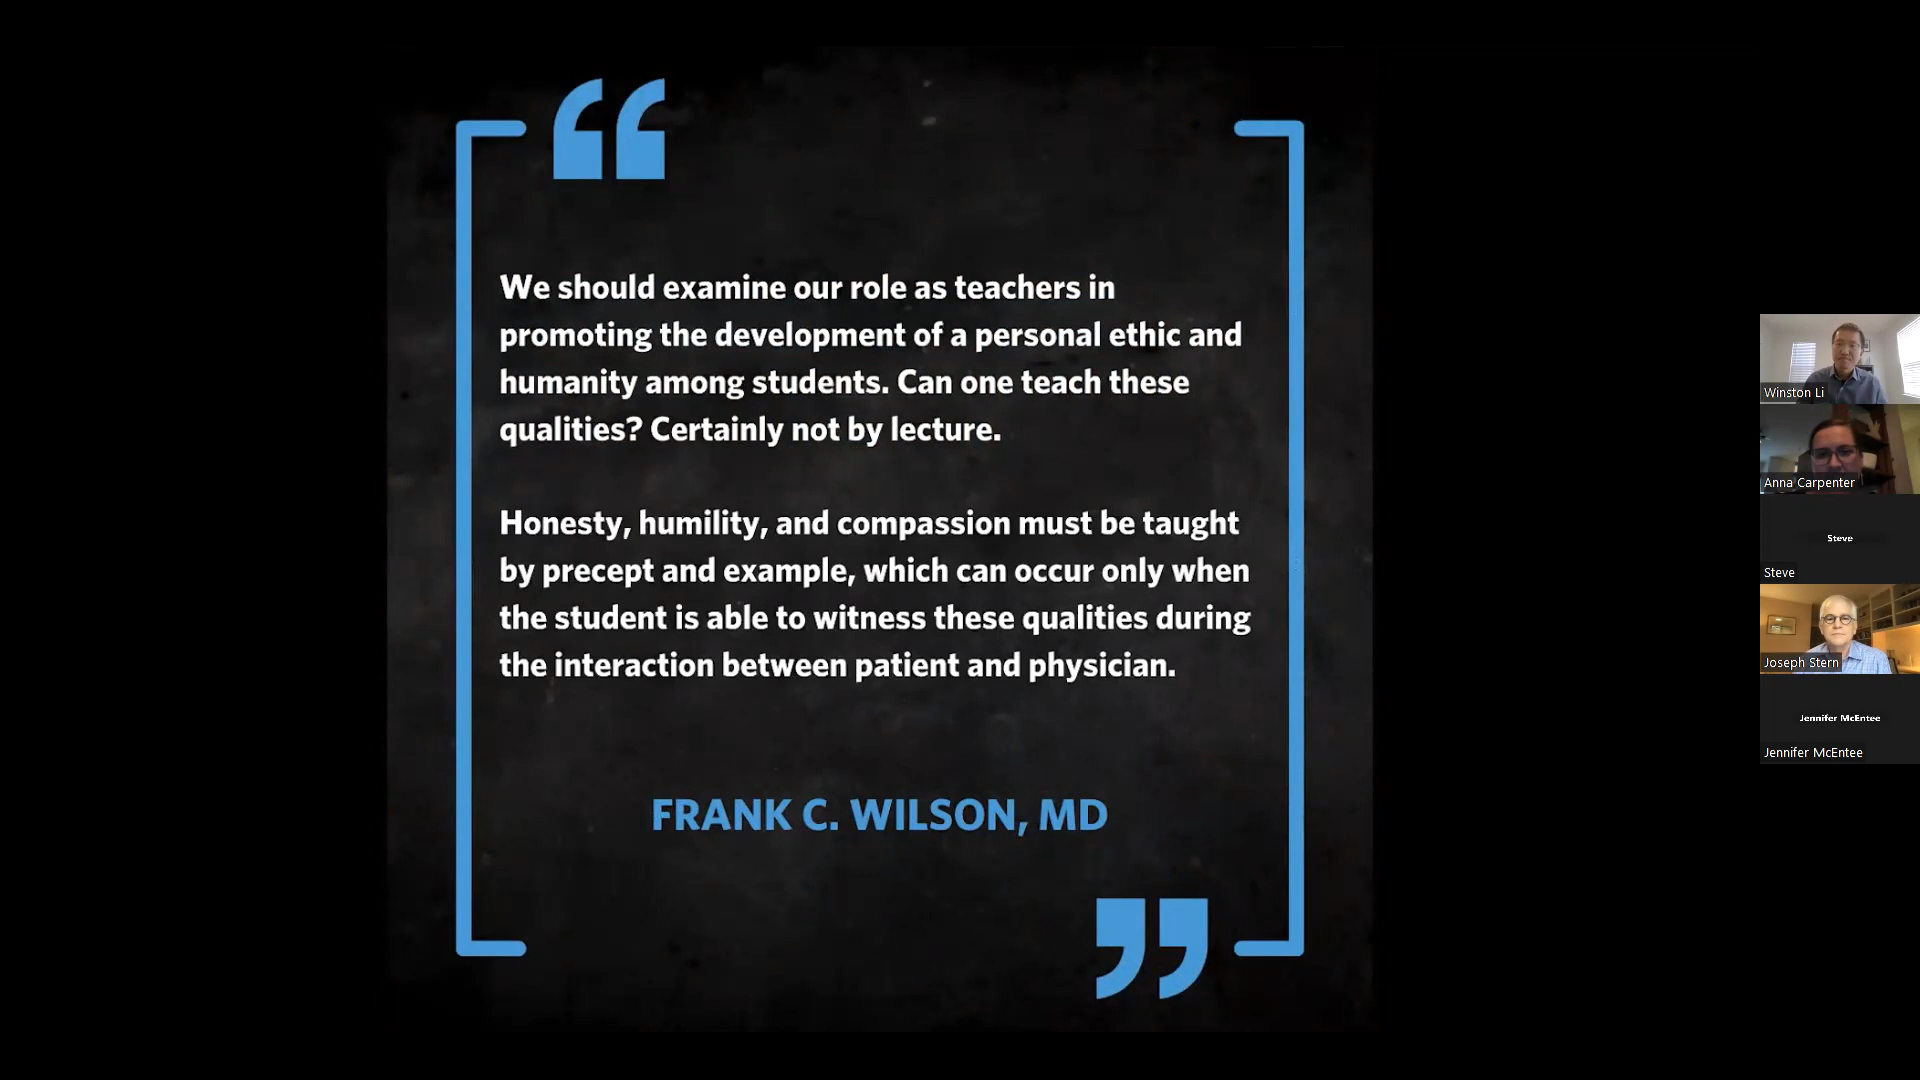 “
We should examine our role as teachers in
promoting the development of a personal ethic and
humanity among students. Can one teach these
qualities? Certainly not by lecture.
Honesty, humility, and compassion must be taught
by precept and example, which can occur only when
the student is able to witness these qualities during
the interaction between patient and physician.
FRANK C. WILSON, MD
”
Winston Li
Anna Carpenter
Steve
Steve
Joseph Stern
Jennifer McEntee
Jennifer McEntee